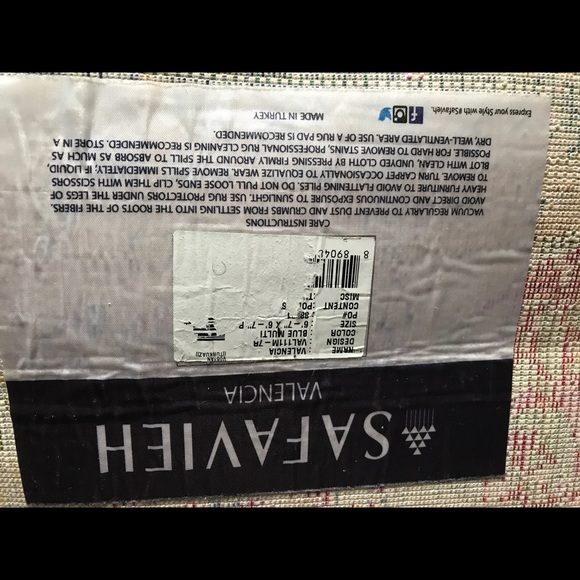 SAFAVIEH
VALENCIA
NAME : VALENCIA
DESIGN : VAL111M-7R
COLOR : BLUE MULTI
SIZE : 6'-7" X 6'-7" R
PO# :
CONTENT :
MISC
8 89048
CARE INSTRUCTIONS
VACUUM REGULARLY TO PREVENT DUST AND CRUMBS FROM SETTLING INTO THE ROOTS OF THE FIBERS.
AVOID DIRECT AND CONTINUOUS EXPOSURE TO SUNLIGHT. USE RUG PROTECTORS UNDER THE LEGS OF
HEAVY FURNITURE TO AVOID FLATTENING PILES. DO NOT PULL LOOSE ENDS, CLIP THEM WITH SCISSORS
TO REMOVE. TURN CARPET OCCASIONALLY TO EQUALIZE WEAR. REMOVE SPILLS IMMEDIATELY; IF LIQUID,
BLOT WITH CLEAN, UNDYED CLOTH BY PRESSING FIRMLY AROUND THE SPILL TO ABSORB AS MUCH AS
POSSIBLE. FOR HARD TO REMOVE STAINS, PROFESSIONAL RUG CLEANING IS RECOMMENDED. STORE IN A
DRY, WELL-VENTILATED AREA. USE OF A RUG PAD IS RECOMMENDED.
MADE IN TURKEY
Express your Style with #Safavieh.